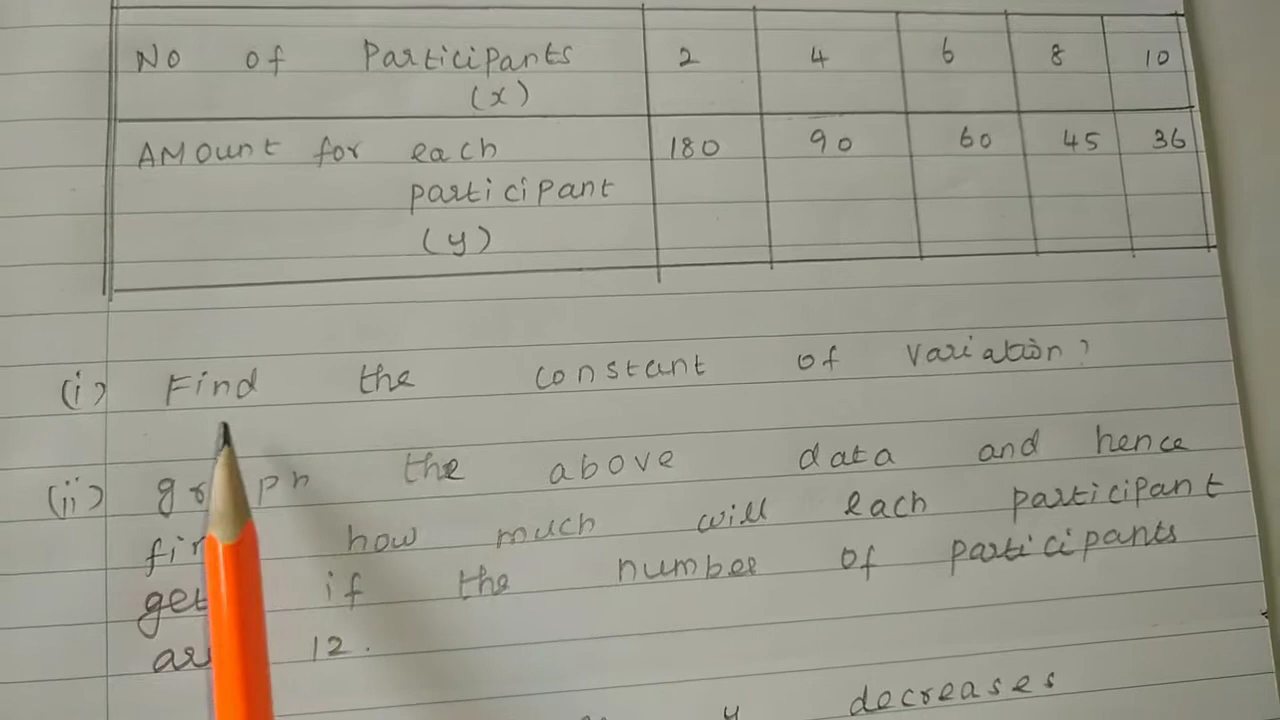 No of Participants 2 4 6 8 10
(x)
Amount for each 180 90 60 45 36
participant
(y)
(i) Find the constant of variation?
(ii) the above data and hence
how much will each participant
get if the number of participants
12.
y decreases